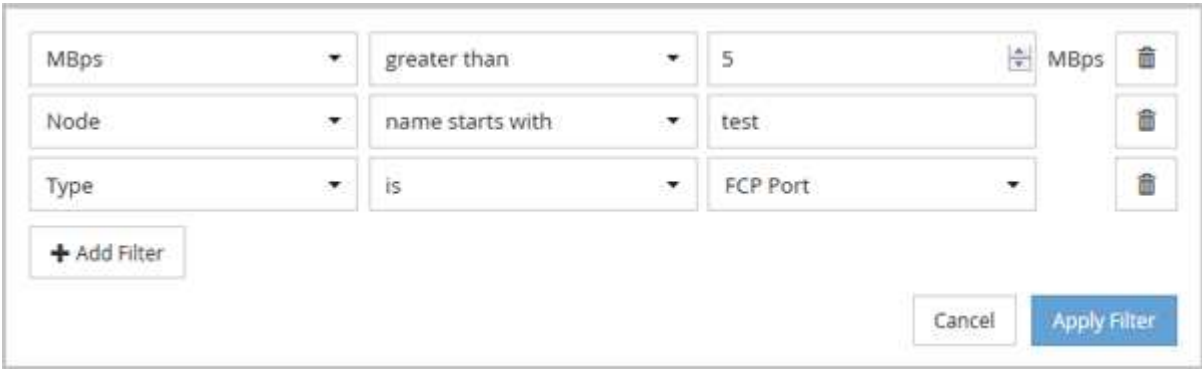 MBps greater than 5 MBps
Node name starts with test
Type is FCP Port
+ Add Filter
Cancel Apply Filter